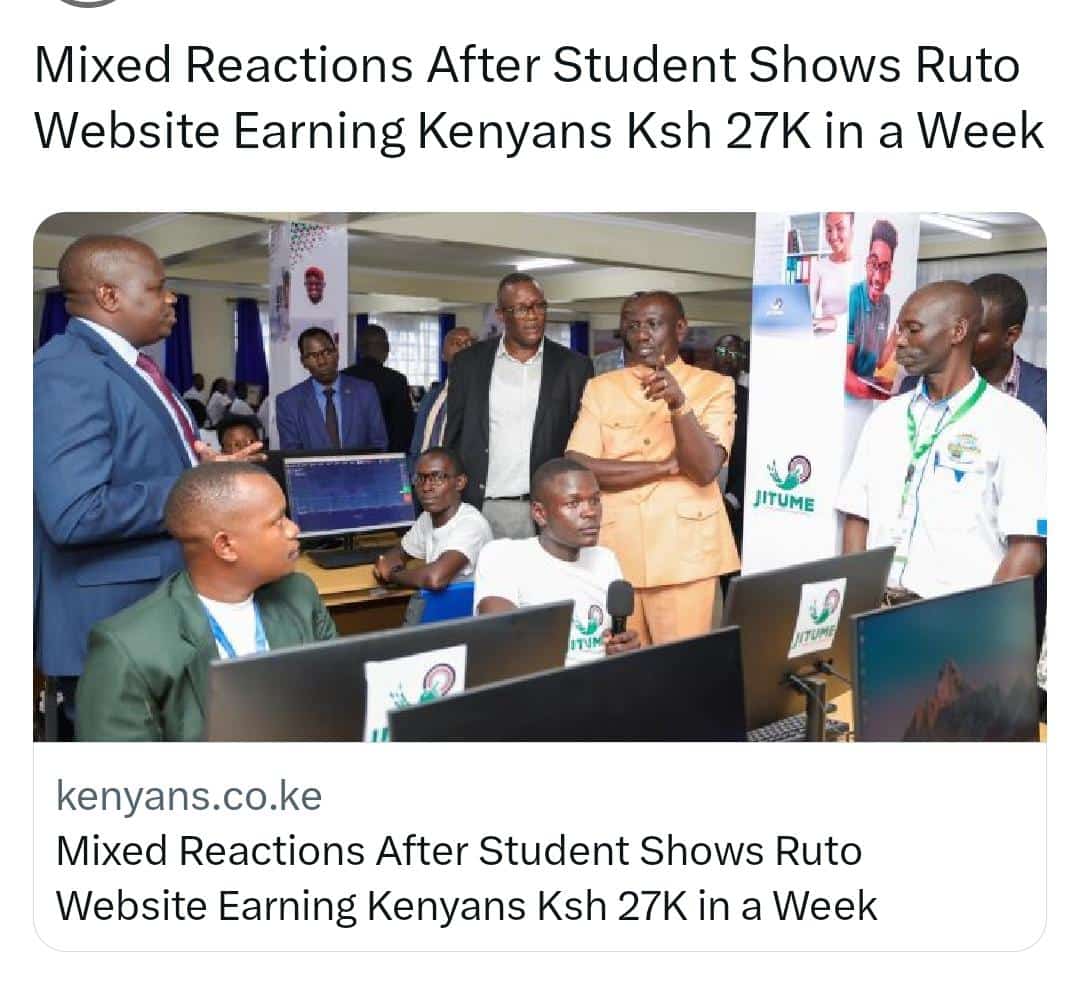 Mixed Reactions After Student Shows Ruto
Website Earning Kenyans Ksh 27K in a Week
JITUME
JITUME
kenyans.co.ke
Mixed Reactions After Student Shows Ruto
Website Earning Kenyans Ksh 27K in a Week